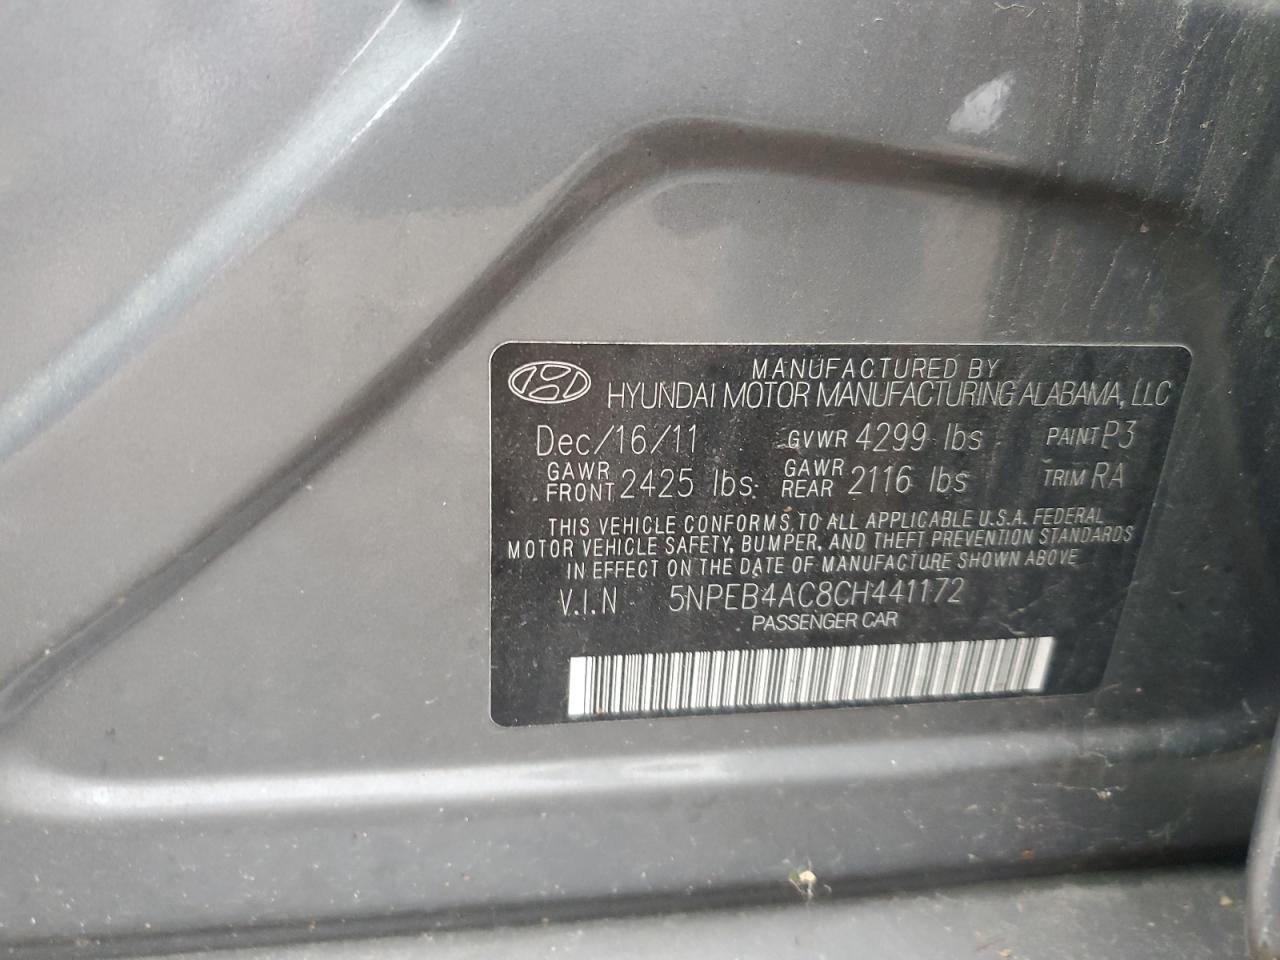 MANUFACTURED BY
HYUNDAI MOTOR MANUFACTURING ALABAMA, LLC
Dec/16/11 GVWR 4299 lbs PAINT P3
GAWR FRONT 2425 lbs GAWR REAR 2116 lbs TRIM RA
THIS VEHICLE CONFORMS TO ALL APPLICABLE U.S.A. FEDERAL
MOTOR VEHICLE SAFETY, BUMPER, AND THEFT PREVENTION STANDARDS
IN EFFECT ON THE DATE OF MANUFACTURE SHOWN ABOVE
V.I.N 5NPEB4AC8CH441172
PASSENGER CAR